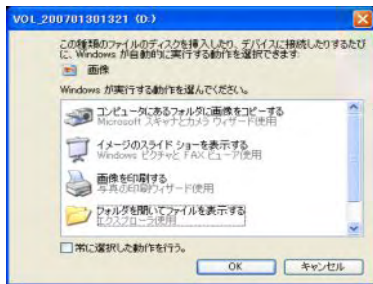 VOL_200701301321 (D:)
この種類のファイルのディスクを挿入したり、デバイスに接続したりするたび
に、Windows が自動的に実行する動作を選択できます:
画像
Windows が実行する動作を選んでください。
コンピュータにあるフォルダに画像をコピーする
Microsoft スキャナとカメラ ウィザード使用
イメージのスライド ショーを表示する
Windows ピクチャと FAX ビューア使用
画像を印刷する
写真の印刷ウィザード使用
フォルダを開いてファイルを表示する
エクスプローラ使用
常に選択した動作を行う。
OK
キャンセル